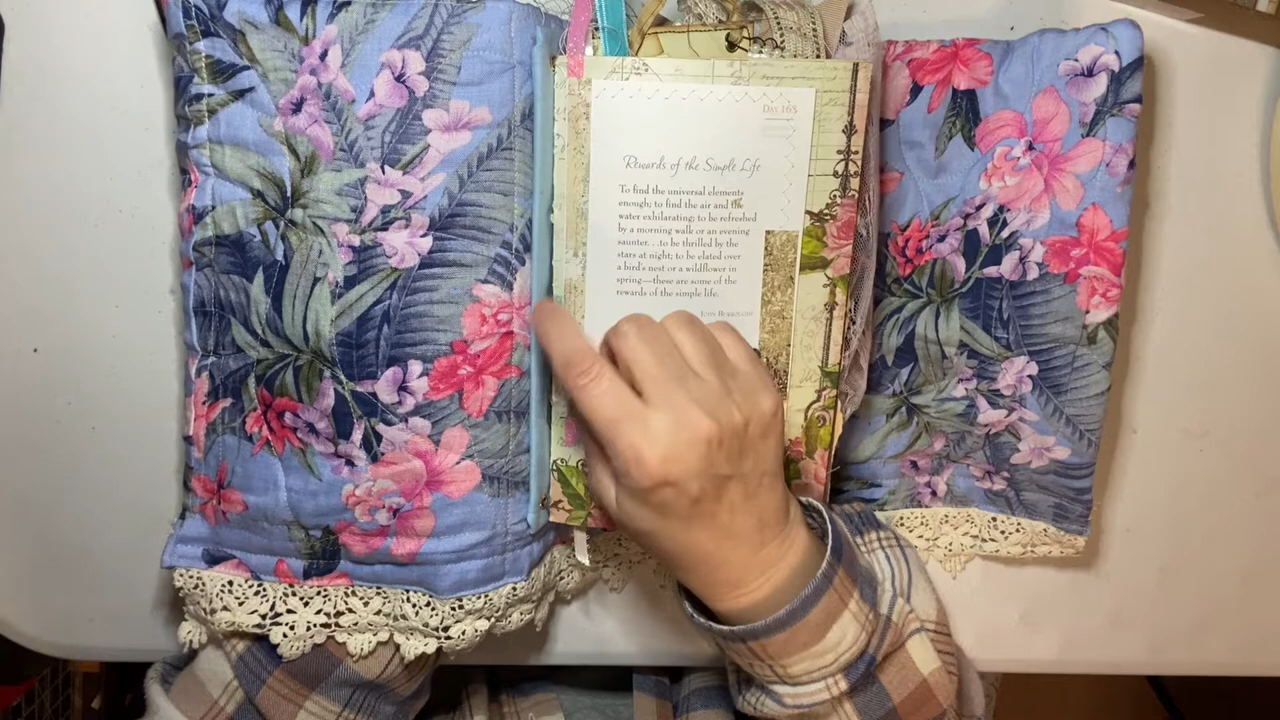 Day 165
Rewards of the Simple Life
To find the universal elements
enough; to find the air and the
water exhilarating; to be refreshed
by a morning walk or an evening
saunter. . .to be thrilled by the
stars at night; to be elated over
a bird's nest or a wildflower in
spring—these are some of the
rewards of the simple life.
John Burroughs